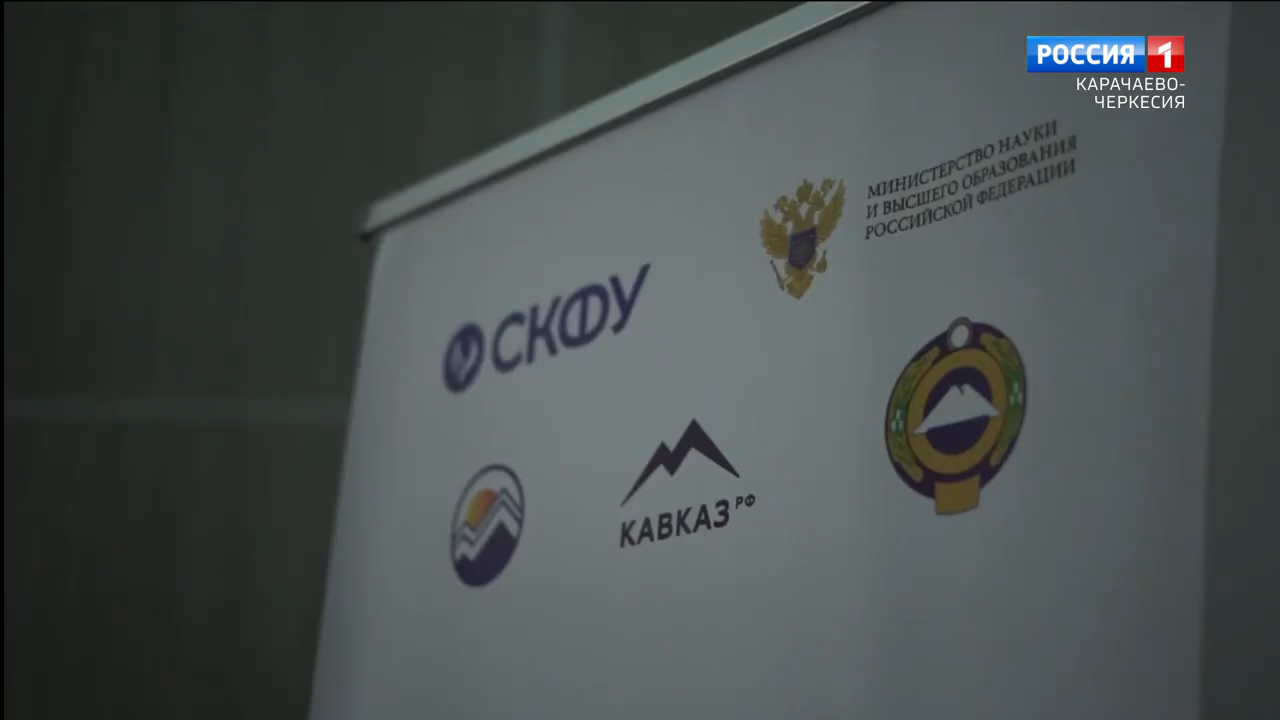 РОССИЯ 1
КАРАЧАЕВО-
ЧЕРКЕСИЯ
МИНИСТЕРСТВО НАУКИ
И ВЫСШЕГО ОБРАЗОВАНИЯ
РОССИЙСКОЙ ФЕДЕРАЦИИ
СКФУ
КАВКАЗ РФ